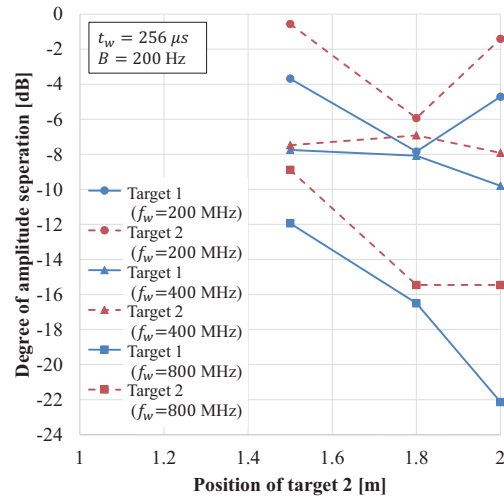 0
-2
-4
-6
-8
-10
-12
-14
-16
-18
-20
-22
-24
Degree of amplitude seperation [dB]
t_w = 256 μs
B = 200 Hz
Target 1
(f_w=200 MHz)
Target 2
(f_w=200 MHz)
Target 1
(f_w=400 MHz)
Target 2
(f_w=400 MHz)
Target 1
(f_w=800 MHz)
Target 2
(f_w=800 MHz)
1 1.2 1.4 1.6 1.8 2
Position of target 2 [m]